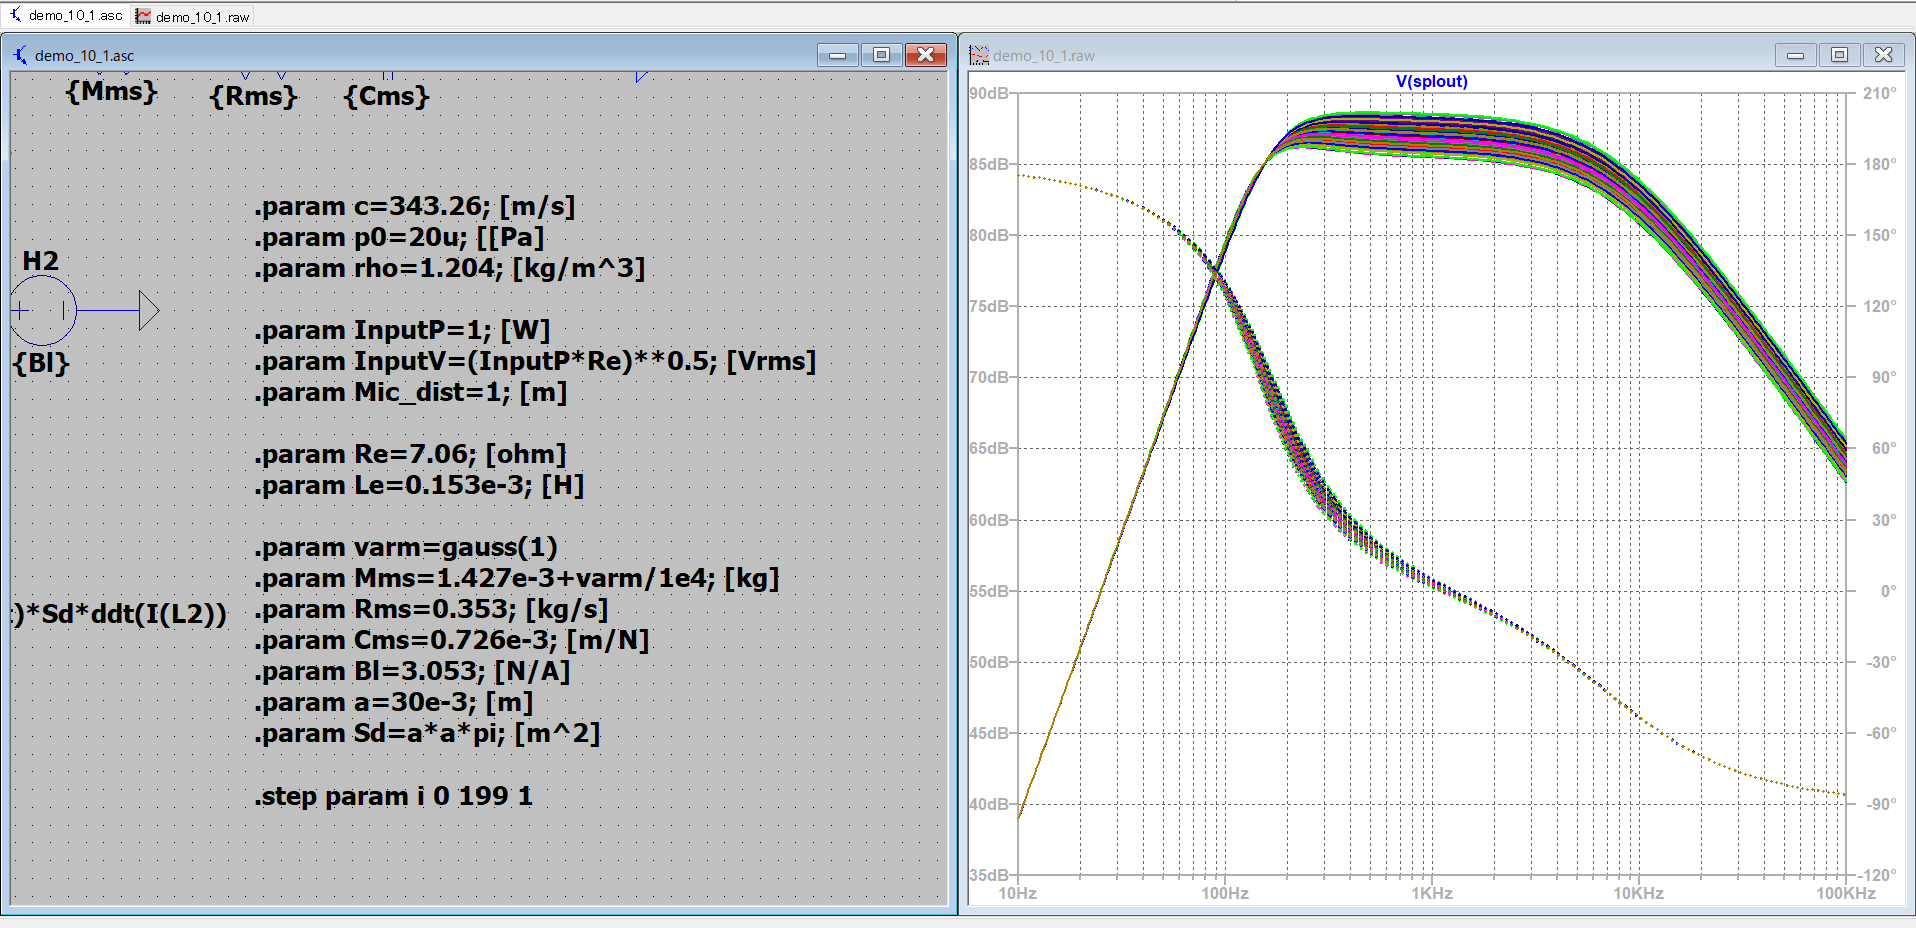 demo_10_1.asc
demo_10_1.raw
demo_10_1.asc
{Mms}
{Rms}
{Cms}
.param c=343.26; [m/s]
.param p0=20u; [[Pa]
.param rho=1.204; [kg/m^3]
H2
{Bl}
.param InputP=1; [W]
.param InputV=(InputP*Re)**0.5; [Vrms]
.param Mic_dist=1; [m]
.param Re=7.06; [ohm]
.param Le=0.153e-3; [H]
.param varm=gauss(1)
.param Mms=1.427e-3+varm/1e4; [kg]
.param Rms=0.353; [kg/s]
:)*Sd*ddt(I(L2))
.param Cms=0.726e-3; [m/N]
.param Bl=3.053; [N/A]
.param a=30e-3; [m]
.param Sd=a*a*pi; [m^2]
.step param i 0 199 1
demo_10_1.raw
V(splout)
90dB
85dB
80dB
75dB
70dB
65dB
60dB
55dB
50dB
45dB
40dB
35dB
210°
180°
150°
120°
90°
60°
30°
0°
-30°
-60°
-90°
-120°
10Hz
100Hz
1KHz
10KHz
100KHz